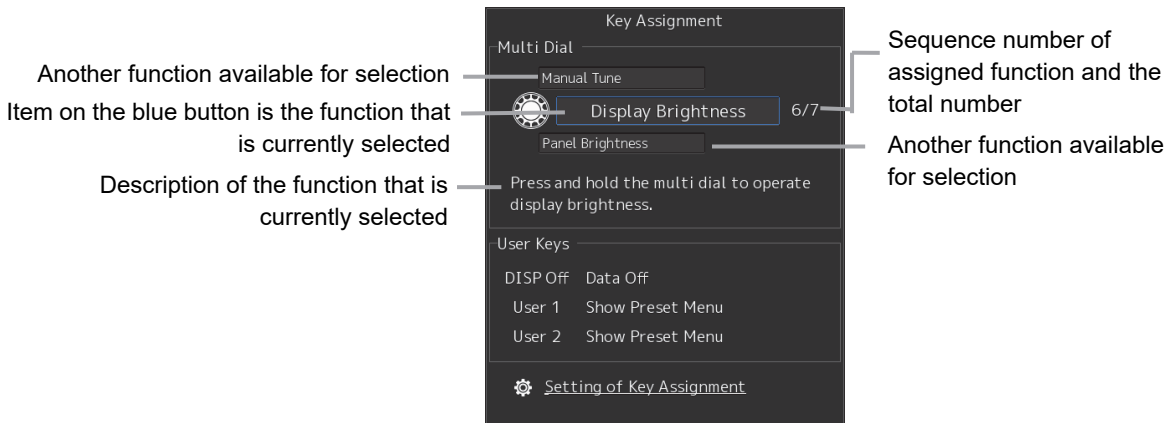 Another function available for selection
Item on the blue button is the function that
is currently selected
Description of the function that is
currently selected
Key Assignment
Multi Dial
Manual Tune
Display Brightness 6/7
Panel Brightness
Press and hold the multi dial to operate
display brightness.
User Keys
DISP Off Data Off
User 1 Show Preset Menu
User 2 Show Preset Menu
Setting of Key Assignment
Sequence number of
assigned function and the
total number
Another function available
for selection